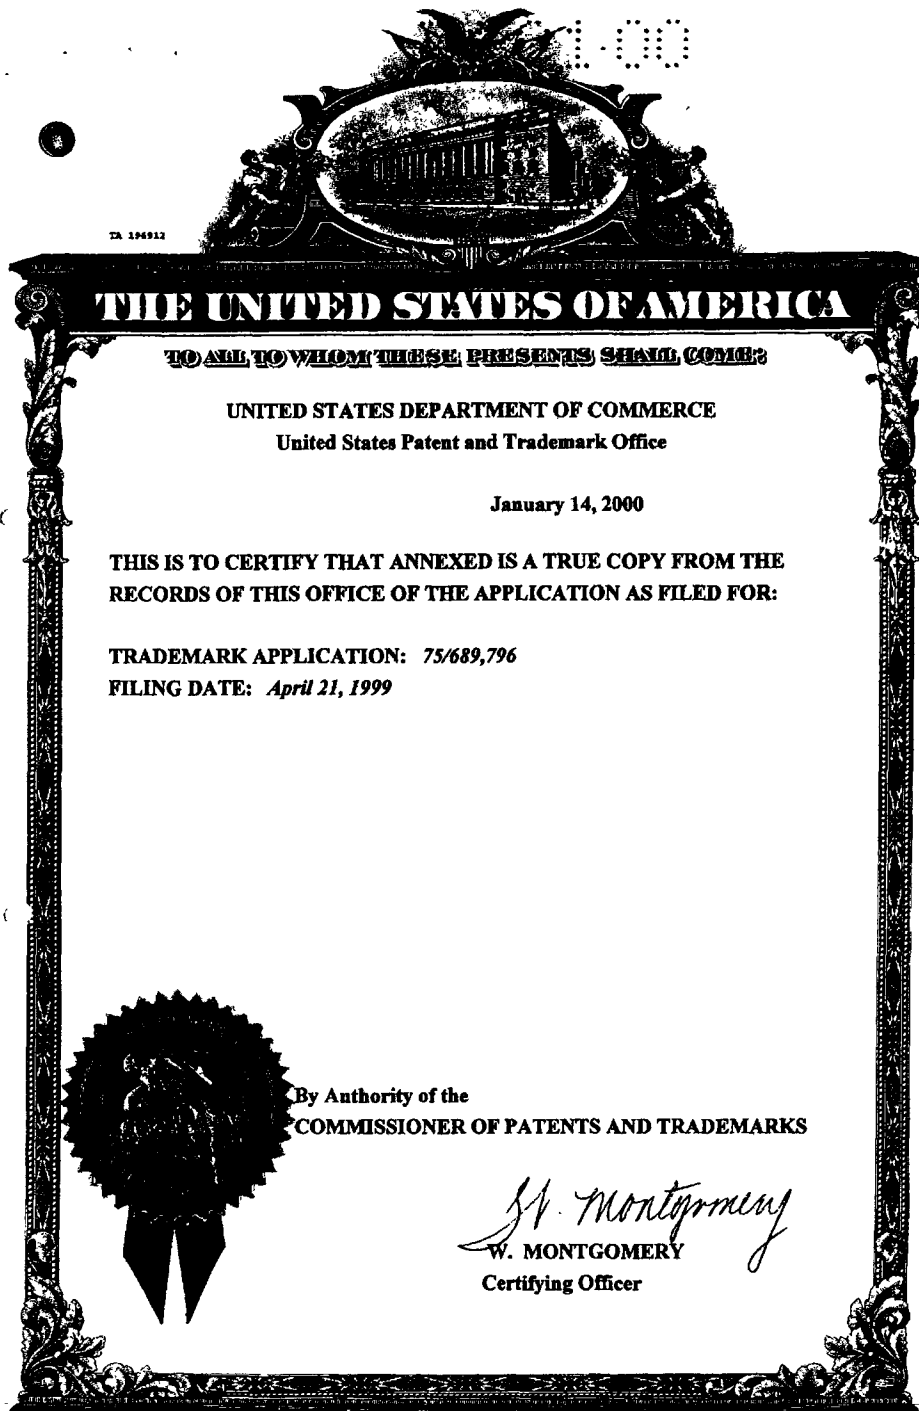 1·00
TA 194912
THE UNITED STATES OF AMERICA
TO ALL TO WHOM THESE PRESENTS SHALL COME:
UNITED STATES DEPARTMENT OF COMMERCE
United States Patent and Trademark Office
January 14, 2000
THIS IS TO CERTIFY THAT ANNEXED IS A TRUE COPY FROM THE
RECORDS OF THIS OFFICE OF THE APPLICATION AS FILED FOR:
TRADEMARK APPLICATION: 75/689,796
FILING DATE: April 21, 1999
By Authority of the
COMMISSIONER OF PATENTS AND TRADEMARKS
W. Montgomery
W. MONTGOMERY
Certifying Officer